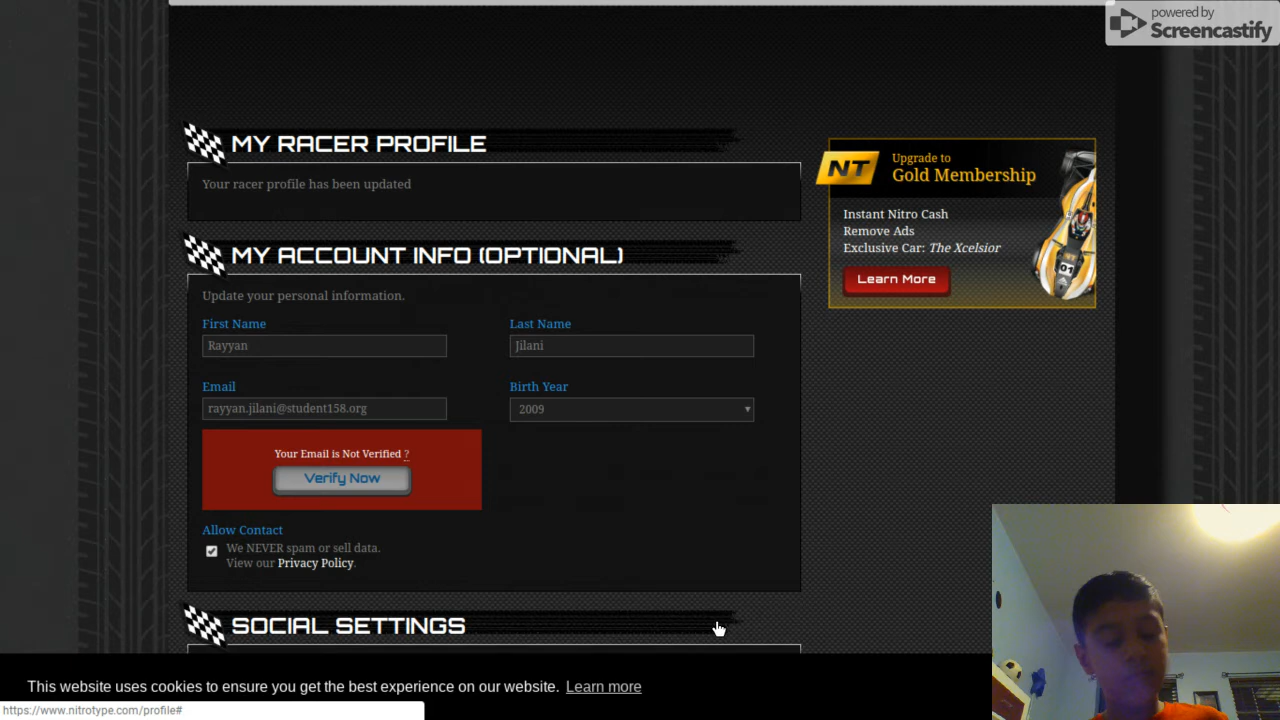 powered by
Screencastify
MY RACER PROFILE
Your racer profile has been updated
NT
Upgrade to
Gold Membership
Instant Nitro Cash
Remove Ads
Exclusive Car: The Xcelsior
01
Learn More
MY ACCOUNT INFO (OPTIONAL)
Update your personal information.
First Name
Last Name
Rayyan
Jilani
Email
Birth Year
rayyan.jilani@student158.org
2009
Your Email is Not Verified ?
Verify Now
Allow Contact
We NEVER spam or sell data.
View our Privacy Policy.
SOCIAL SETTINGS
This website uses cookies to ensure you get the best experience on our website. Learn more
https://www.nitrotype.com/profile#